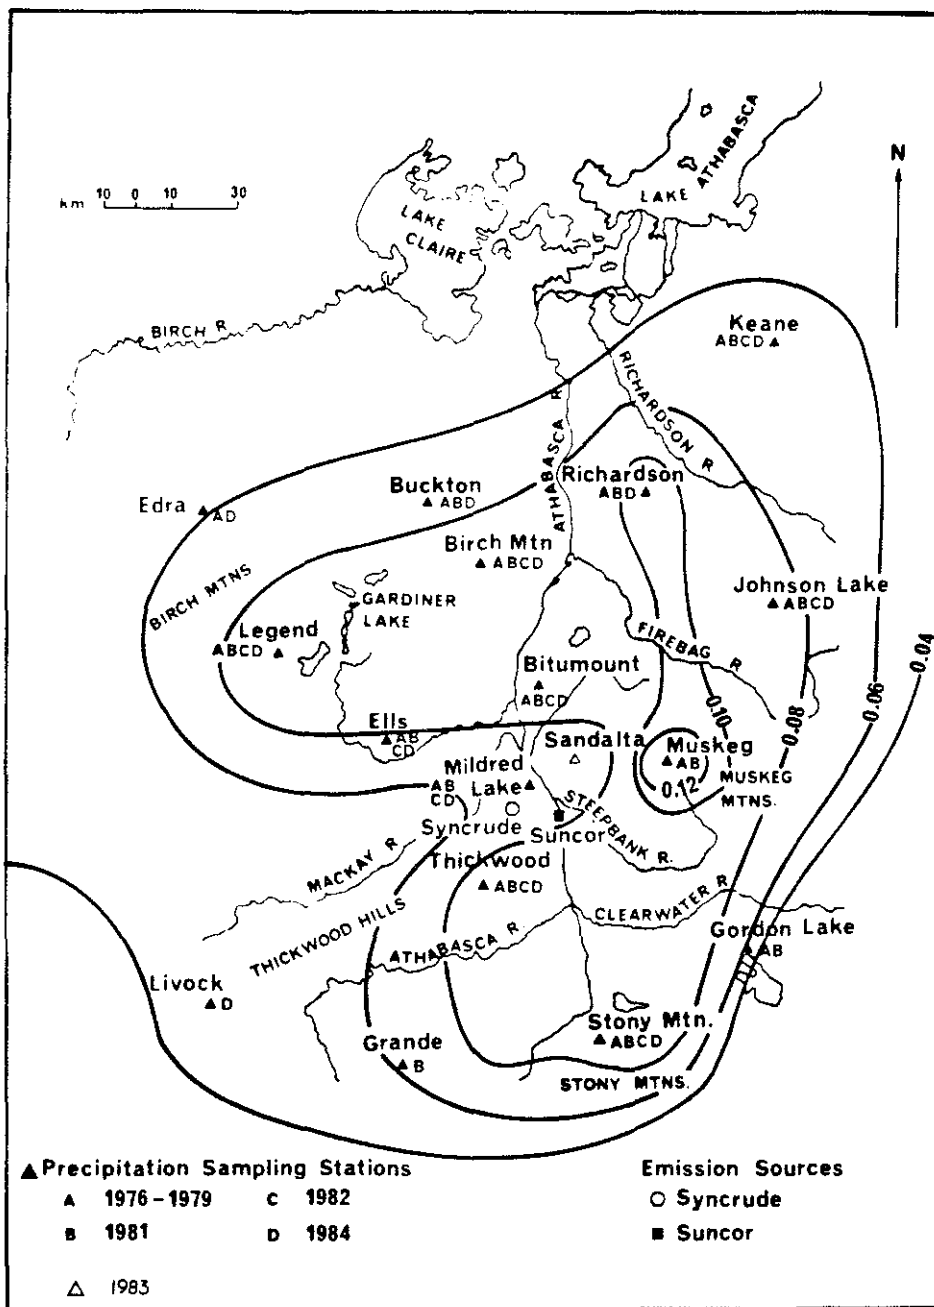 LAKE ATHABASCA
N
km 10 0 10 30
LAKE CLAIRE
BIRCH R
Keane
ABCD
RICHARDSON R
ATHABASCA R
Richardson
ABD
Buckton
ABD
Edra
AD
Birch Mtn
ABCD
BIRCH MTNS
GARDINER
LAKE
Johnson Lake
ABCD
Legend
ABCD
FIREBAG R
Bitumount
ABCD
0.04
0.06
0.08
0.10
Ells
AB
CD
Sandalta
Muskeg
AB
0.12
MUSKEG
MTNS.
Mildred
Lake
AB
CD
Syncrude
Suncor
STEEPBANK R.
MACKAY R
Thickwood
ABCD
THICKWOOD HILLS
CLEARWATER R
ATHABASCA R.
Gordon Lake
AB
Livock
D
Stony Mtn.
ABCD
Grande
B
STONY MTNS.
Precipitation Sampling Stations
A 1976-1979 C 1982
B 1981 D 1984
1983
Emission Sources
Syncrude
Suncor